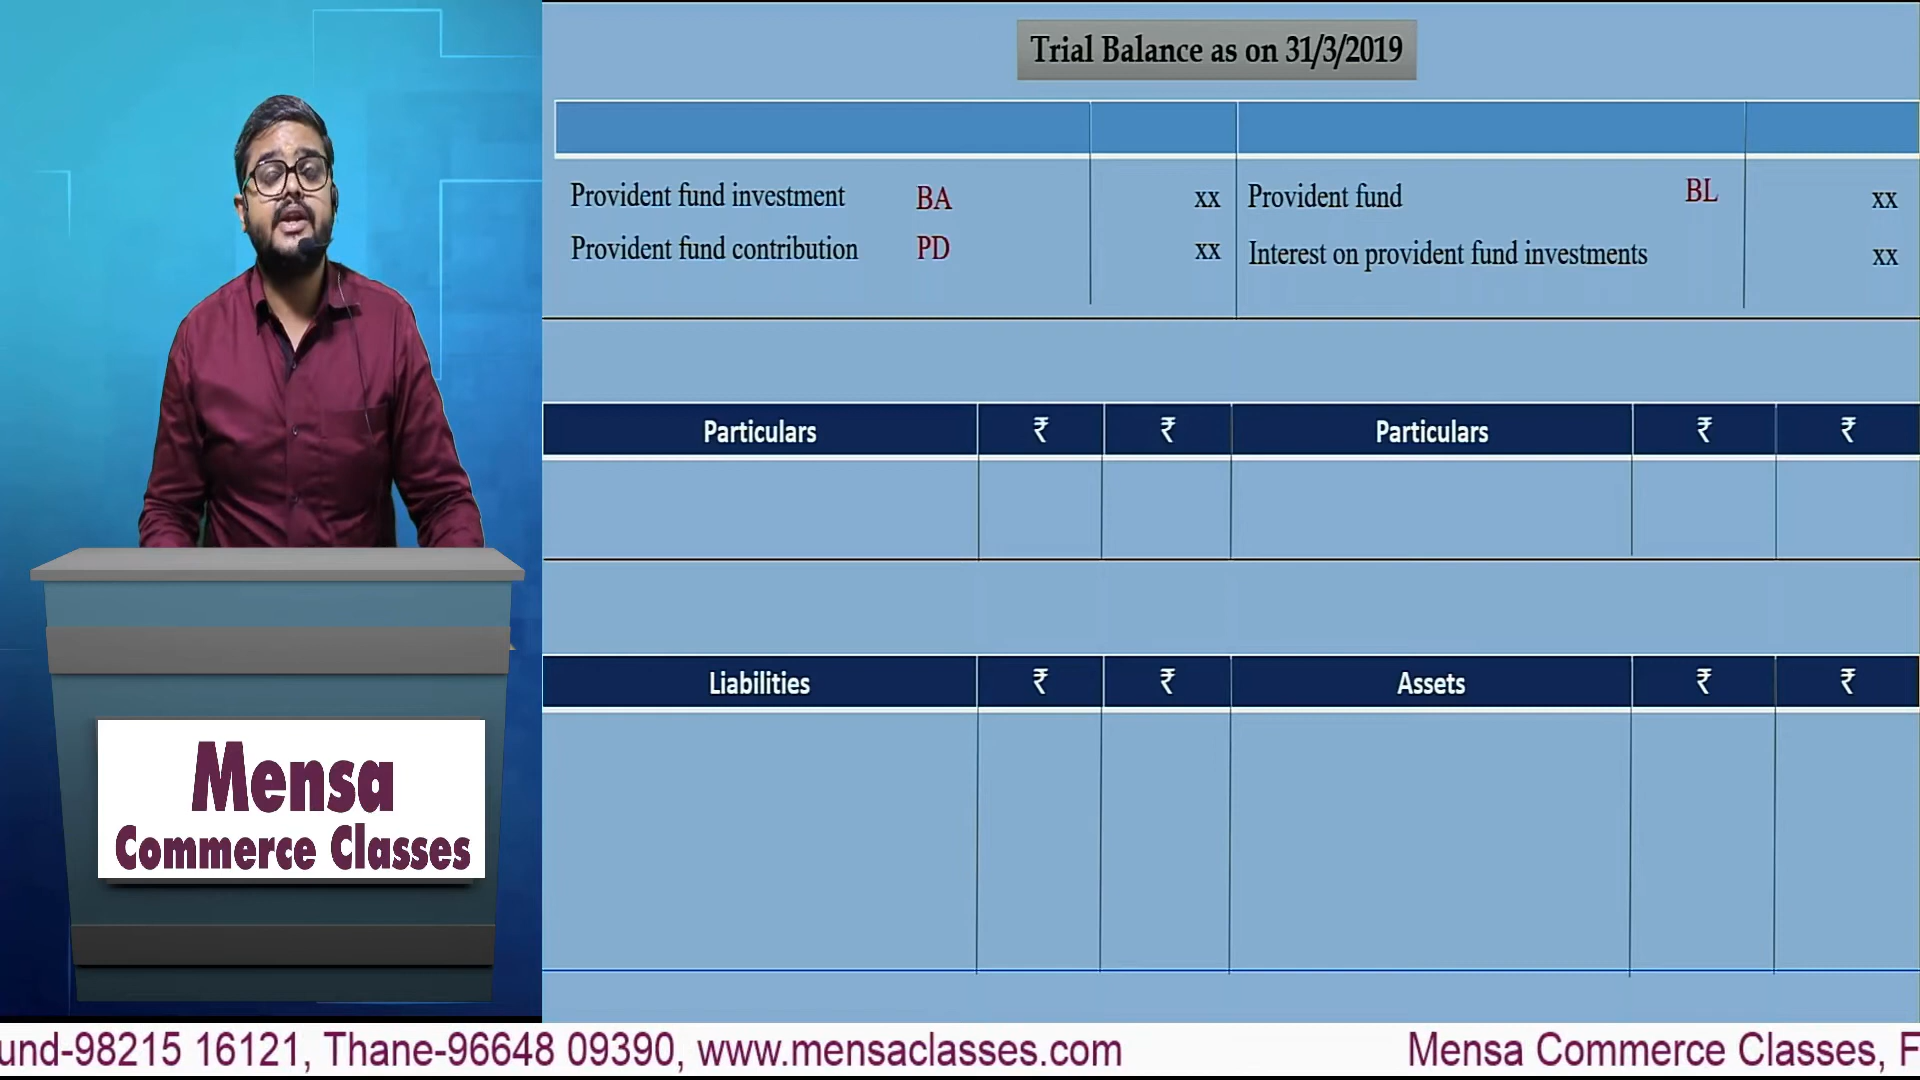 Trial Balance as on 31/3/2019
Provident fund investment BA xx Provident fund BL xx
Provident fund contribution PD xx Interest on provident fund investments xx
Particulars ₹ ₹ Particulars ₹ ₹
Liabilities ₹ ₹ Assets ₹ ₹
Mensa
Commerce Classes
und-98215 16121, Thane-96648 09390, www.mensaclasses.com Mensa Commerce Classes, F